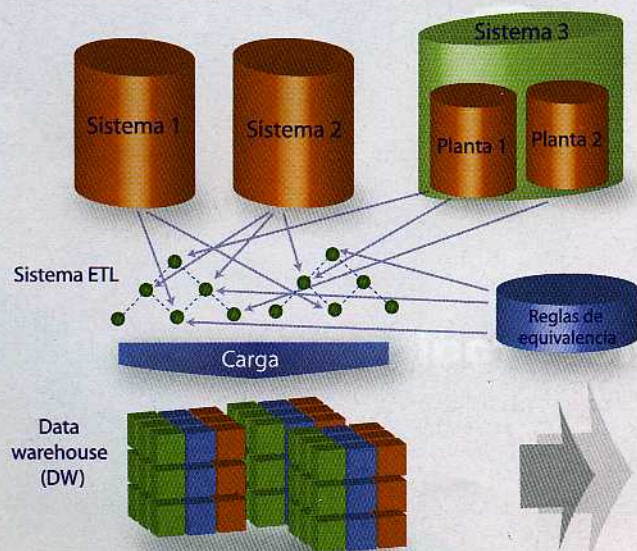 Sistema 3
Sistema 1
Sistema 2
Planta 1
Planta 2
Sistema ETL
Reglas de
equivalencia
Carga
Data
warehouse
(DW)